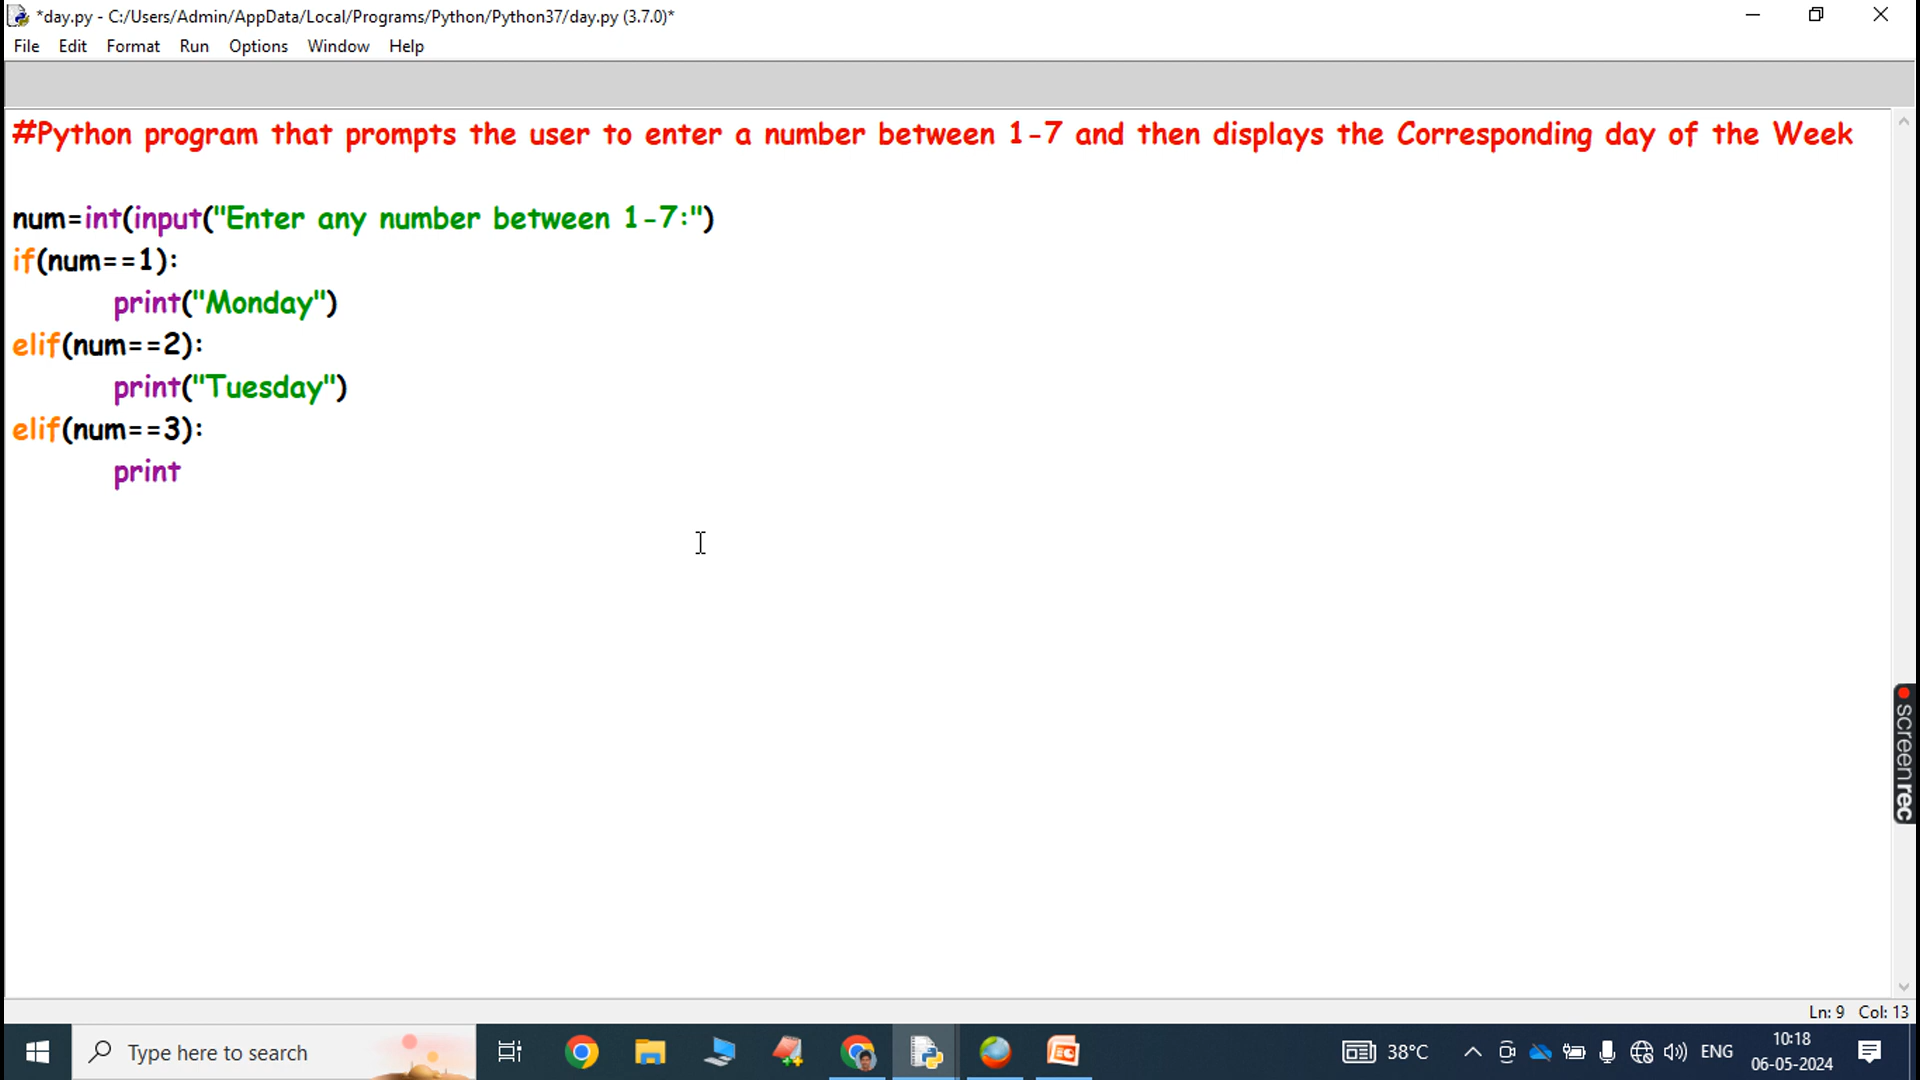 *day.py - C:/Users/Admin/AppData/Local/Programs/Python/Python37/day.py (3.7.0)*
File Edit Format Run Options Window Help
#Python program that prompts the user to enter a number between 1-7 and then displays the Corresponding day of the Week
num=int(input("Enter any number between 1-7:")
if(num==1):
print("Monday")
elif(num==2):
print("Tuesday")
elif(num==3):
print
screenrec
Ln: 9 Col: 13
Type here to search
38°C
ENG
10:18
06-05-2024